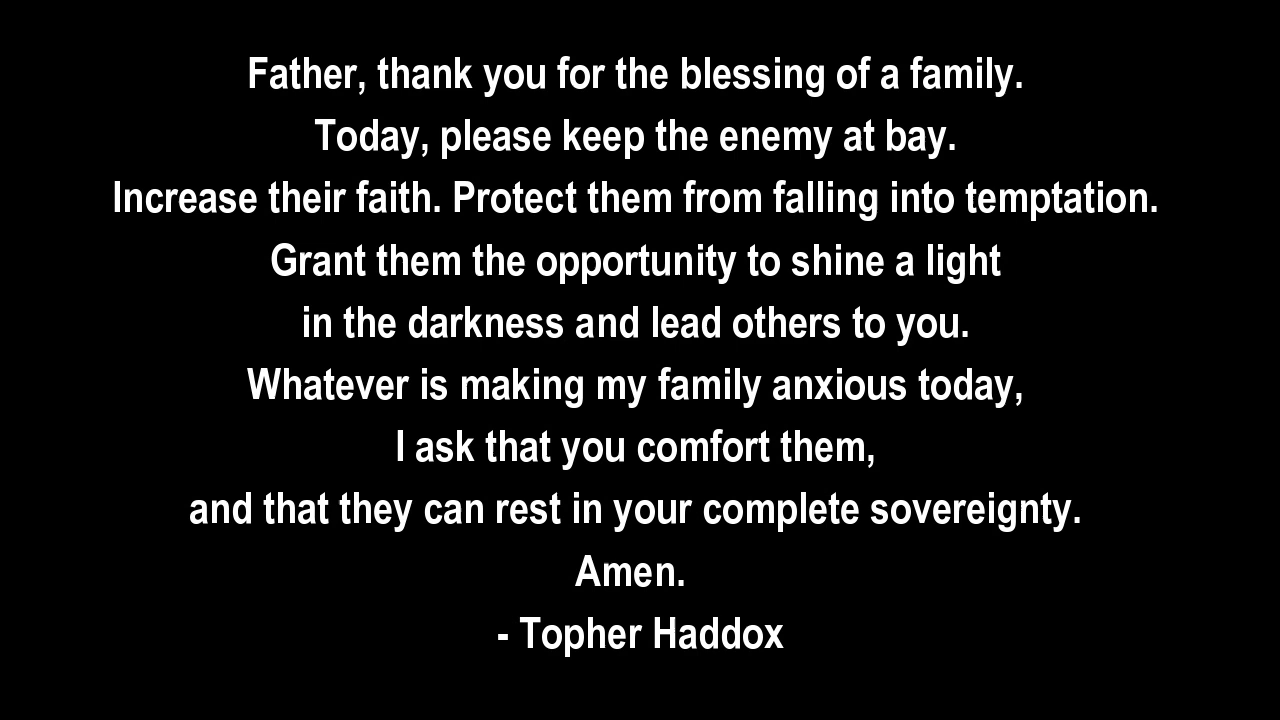 Father, thank you for the blessing of a family.
Today, please keep the enemy at bay.
Increase their faith. Protect them from falling into temptation.
Grant them the opportunity to shine a light
in the darkness and lead others to you.
Whatever is making my family anxious today,
I ask that you comfort them,
and that they can rest in your complete sovereignty.
Amen.
- Topher Haddox